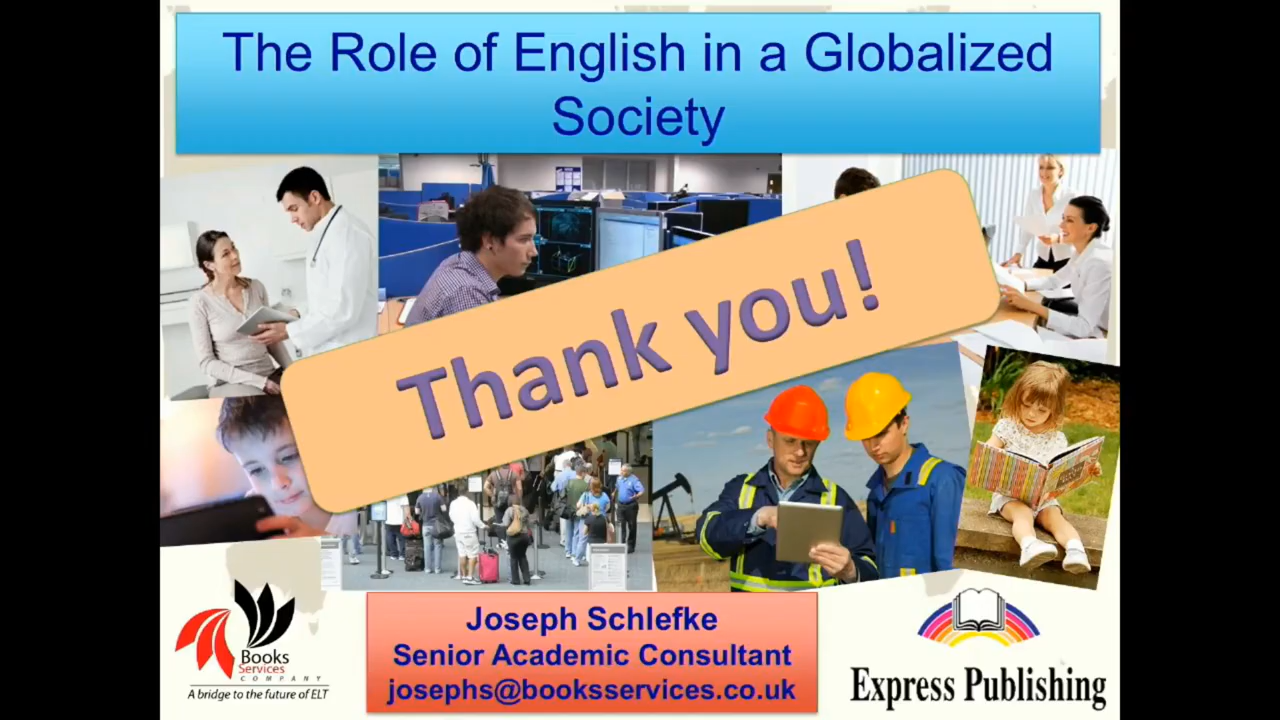 The Role of English in a Globalized
Society
Thank you!
Books
Services
COMPANY
A bridge to the future of ELT
Joseph Schlefke
Senior Academic Consultant
josephs@booksservices.co.uk
Express Publishing